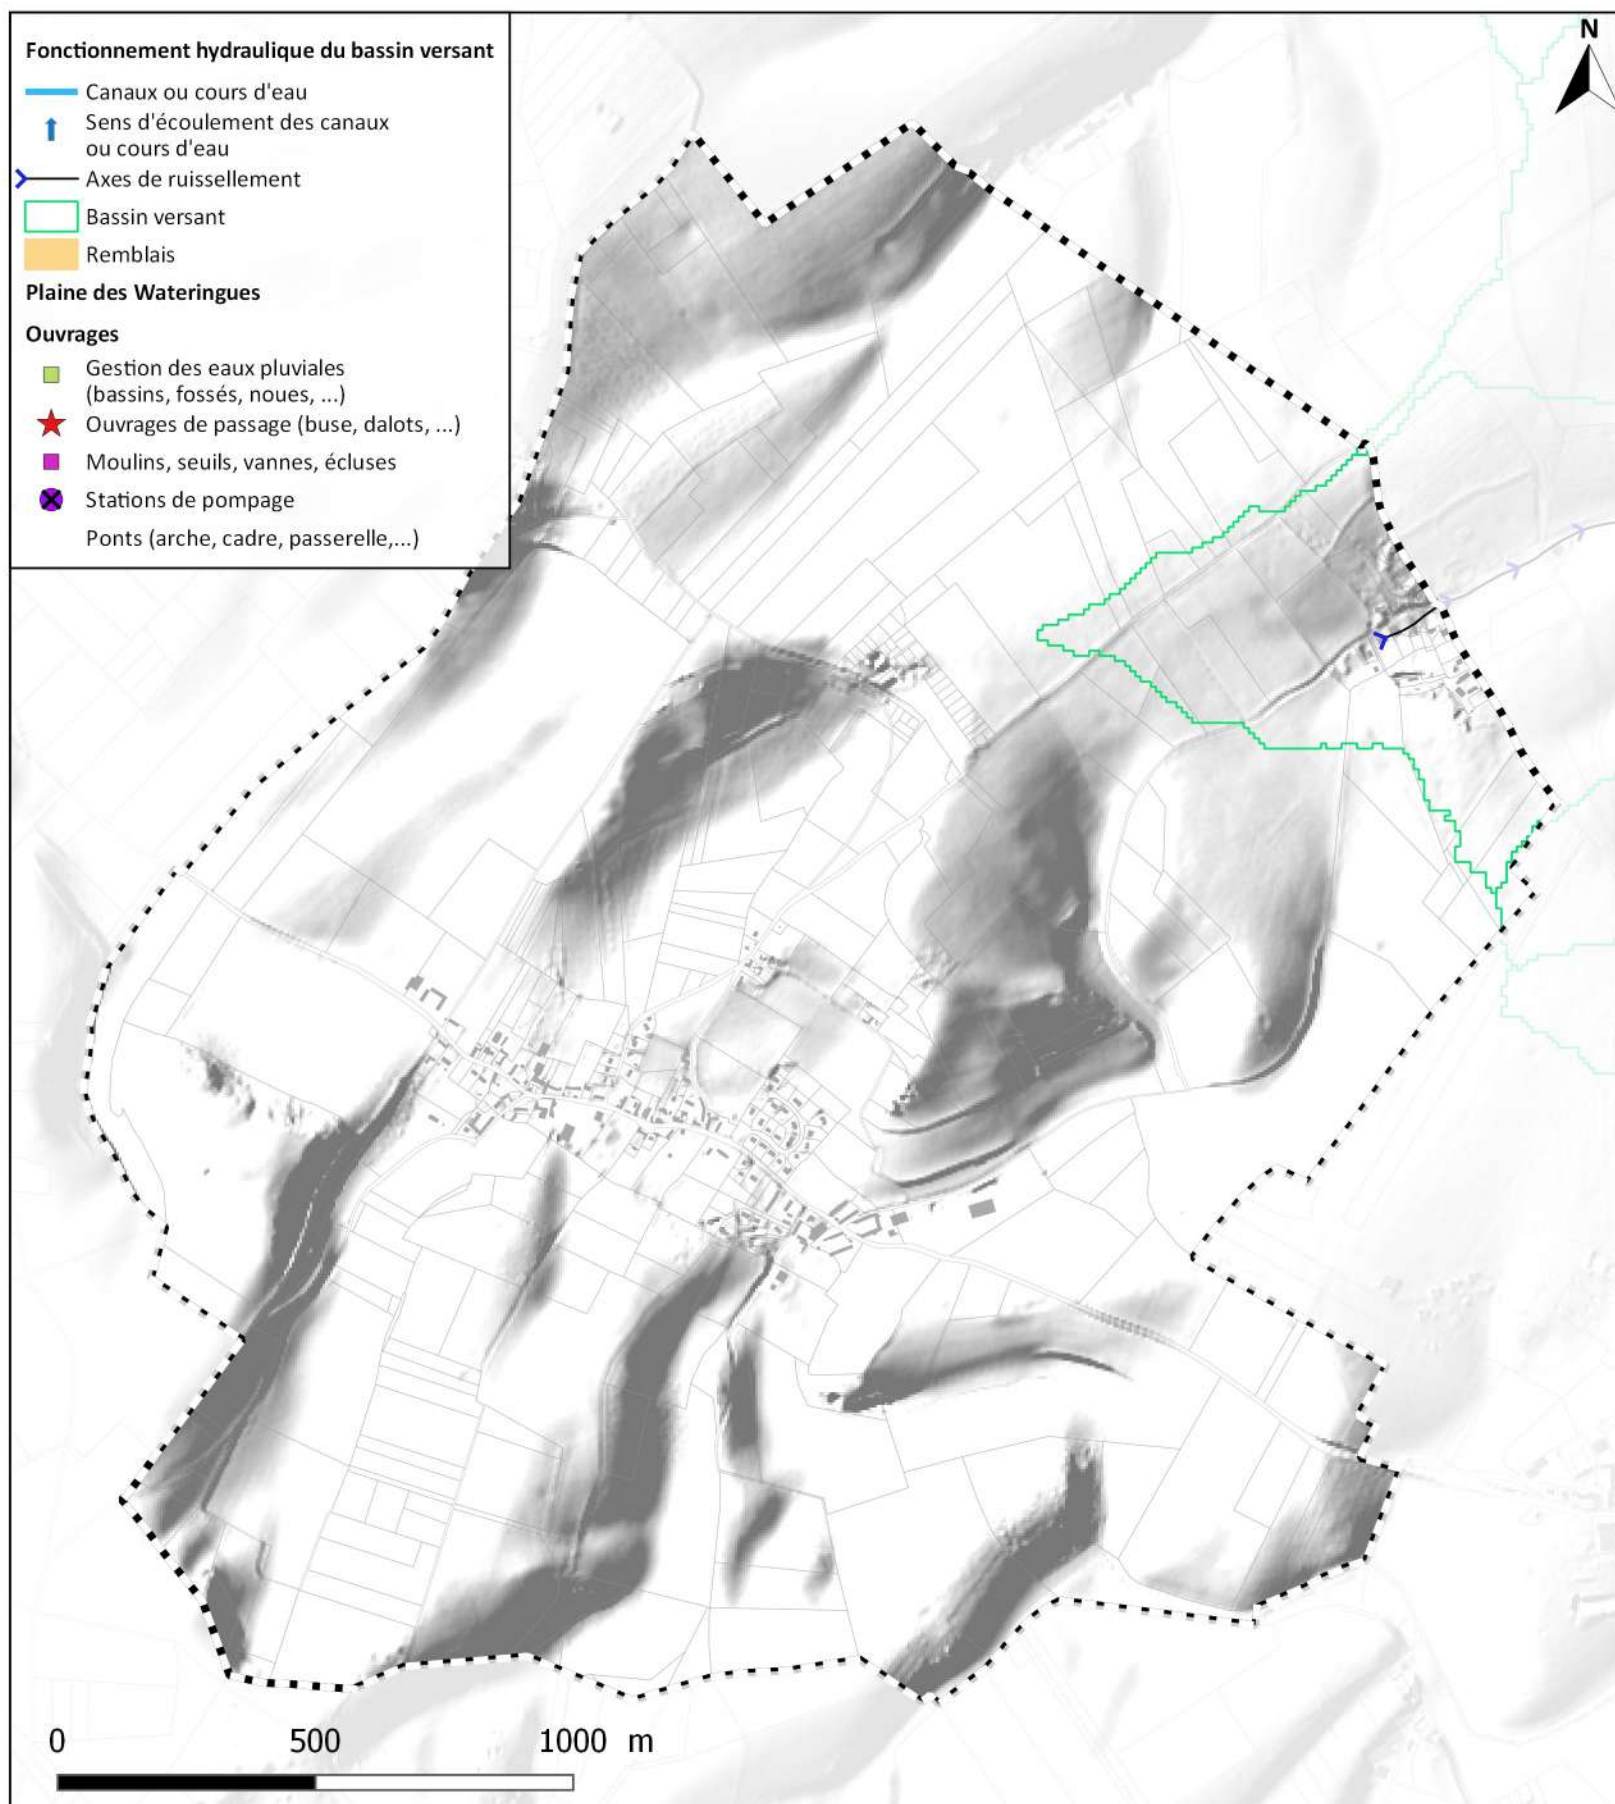 Fonctionnement hydraulique du bassin versant
Canaux ou cours d'eau
Sens d'écoulement des canaux
ou cours d'eau
Axes de ruissellement
Bassin versant
Remblais
Plaine des Wateringues
Ouvrages
Gestion des eaux pluviales
(bassins, fossés, noues, ...)
Ouvrages de passage (buse, dalots, ...)
Moulins, seuils, vannes, écluses
Stations de pompage
Ponts (arche, cadre, passerelle,...)
N
0 500 1000 m